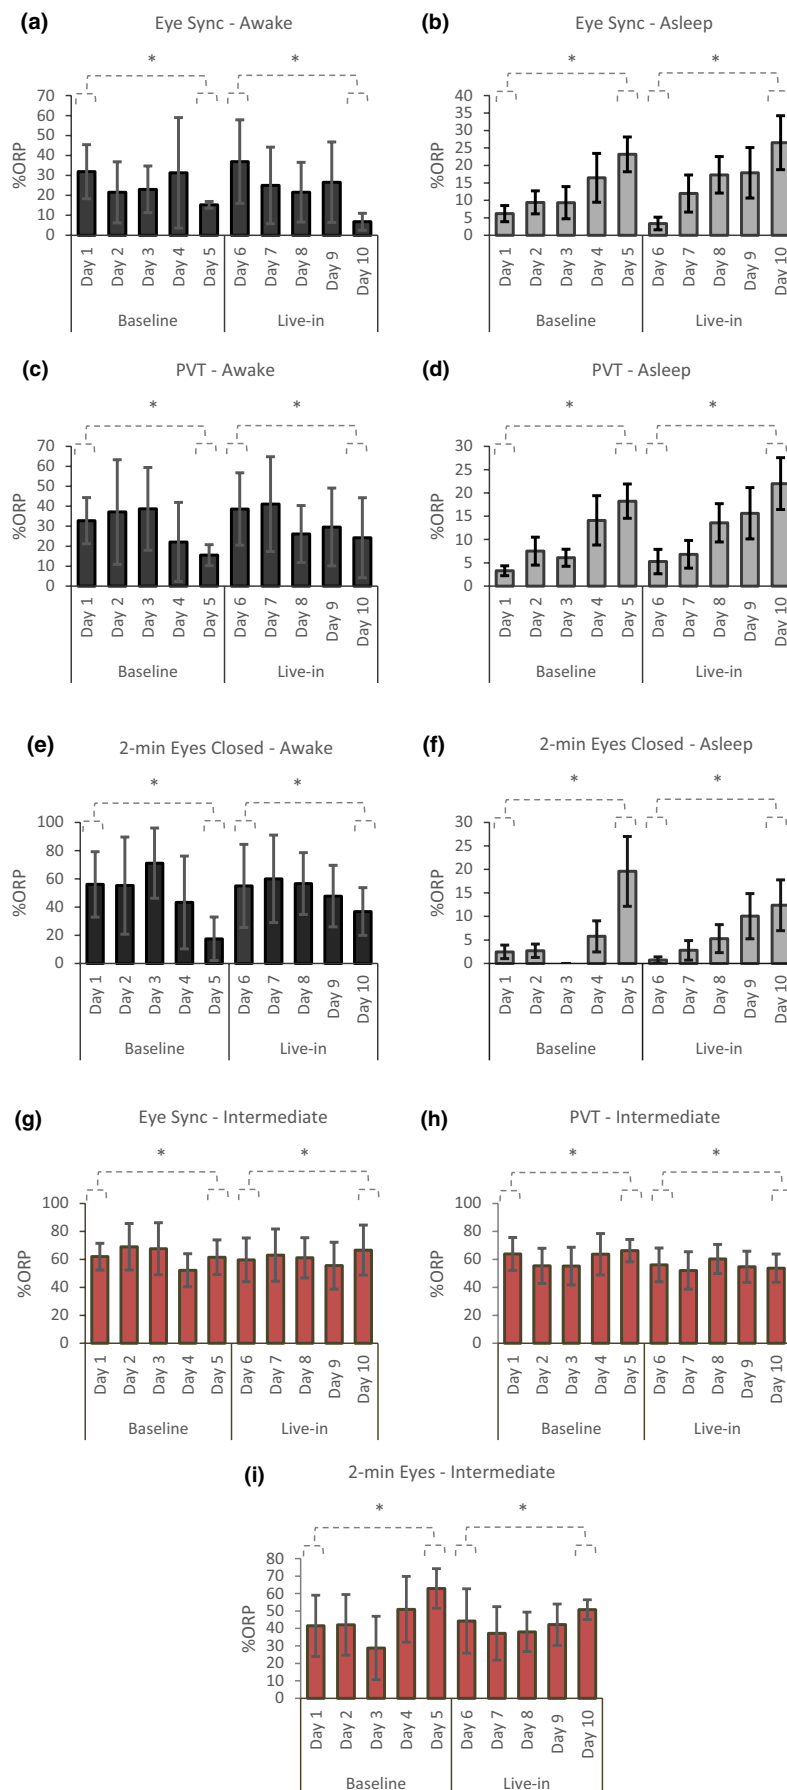 (a) Eye Sync - Awake
*
*
%ORP
70
60
50
40
30
20
10
0
Day 1
Day 2
Day 3
Day 4
Day 5
Day 6
Day 7
Day 8
Day 9
Day 10
Baseline Live-in
(b) Eye Sync - Asleep
*
*
%ORP
40
35
30
25
20
15
10
5
0
Day 1
Day 2
Day 3
Day 4
Day 5
Day 6
Day 7
Day 8
Day 9
Day 10
Baseline Live-in
(c) PVT - Awake
*
*
%ORP
70
60
50
40
30
20
10
0
Day 1
Day 2
Day 3
Day 4
Day 5
Day 6
Day 7
Day 8
Day 9
Day 10
Baseline Live-in
(d) PVT - Asleep
*
*
%ORP
30
25
20
15
10
5
0
Day 1
Day 2
Day 3
Day 4
Day 5
Day 6
Day 7
Day 8
Day 9
Day 10
Baseline Live-in
(e) 2-min Eyes Closed - Awake
*
*
%ORP
100
80
60
40
20
0
Day 1
Day 2
Day 3
Day 4
Day 5
Day 6
Day 7
Day 8
Day 9
Day 10
Baseline Live-in
(f) 2-min Eyes Closed - Asleep
*
*
%ORP
30
25
20
15
10
5
0
Day 1
Day 2
Day 3
Day 4
Day 5
Day 6
Day 7
Day 8
Day 9
Day 10
Baseline Live-in
(g) Eye Sync - Intermediate
*
*
%ORP
100
80
60
40
20
0
Day 1
Day 2
Day 3
Day 4
Day 5
Day 6
Day 7
Day 8
Day 9
Day 10
Baseline Live-in
(h) PVT - Intermediate
*
*
%ORP
100
80
60
40
20
0
Day 1
Day 2
Day 3
Day 4
Day 5
Day 6
Day 7
Day 8
Day 9
Day 10
Baseline Live-in
(i) 2-min Eyes - Intermediate
*
*
%ORP
80
70
60
50
40
30
20
10
0
Day 1
Day 2
Day 3
Day 4
Day 5
Day 6
Day 7
Day 8
Day 9
Day 10
Baseline Live-in